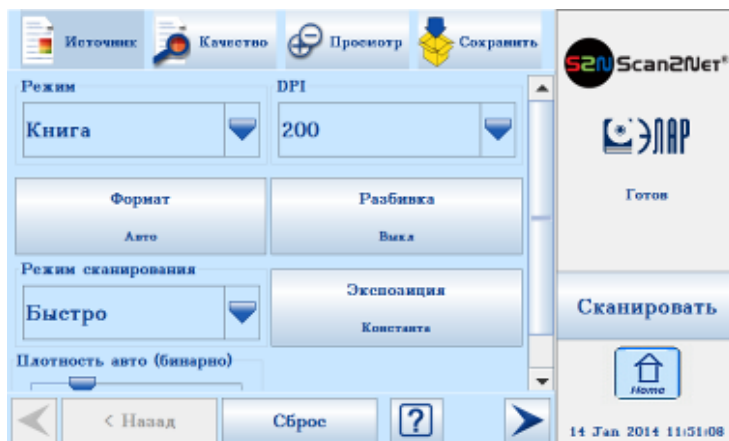 Источник Качество Просмотр Сохранить
Режим DPI
Книга 200
Формат Разбивка
Авто Выкл
Режим сканирования
Быстро
Экспозиция
Константа
Плотность авто (бинарно)
< Назад Сброс ?
S2N Scan2Net®
ЭЛАР
Готов
Сканировать
Home
14 Jan 2014 11:51:08